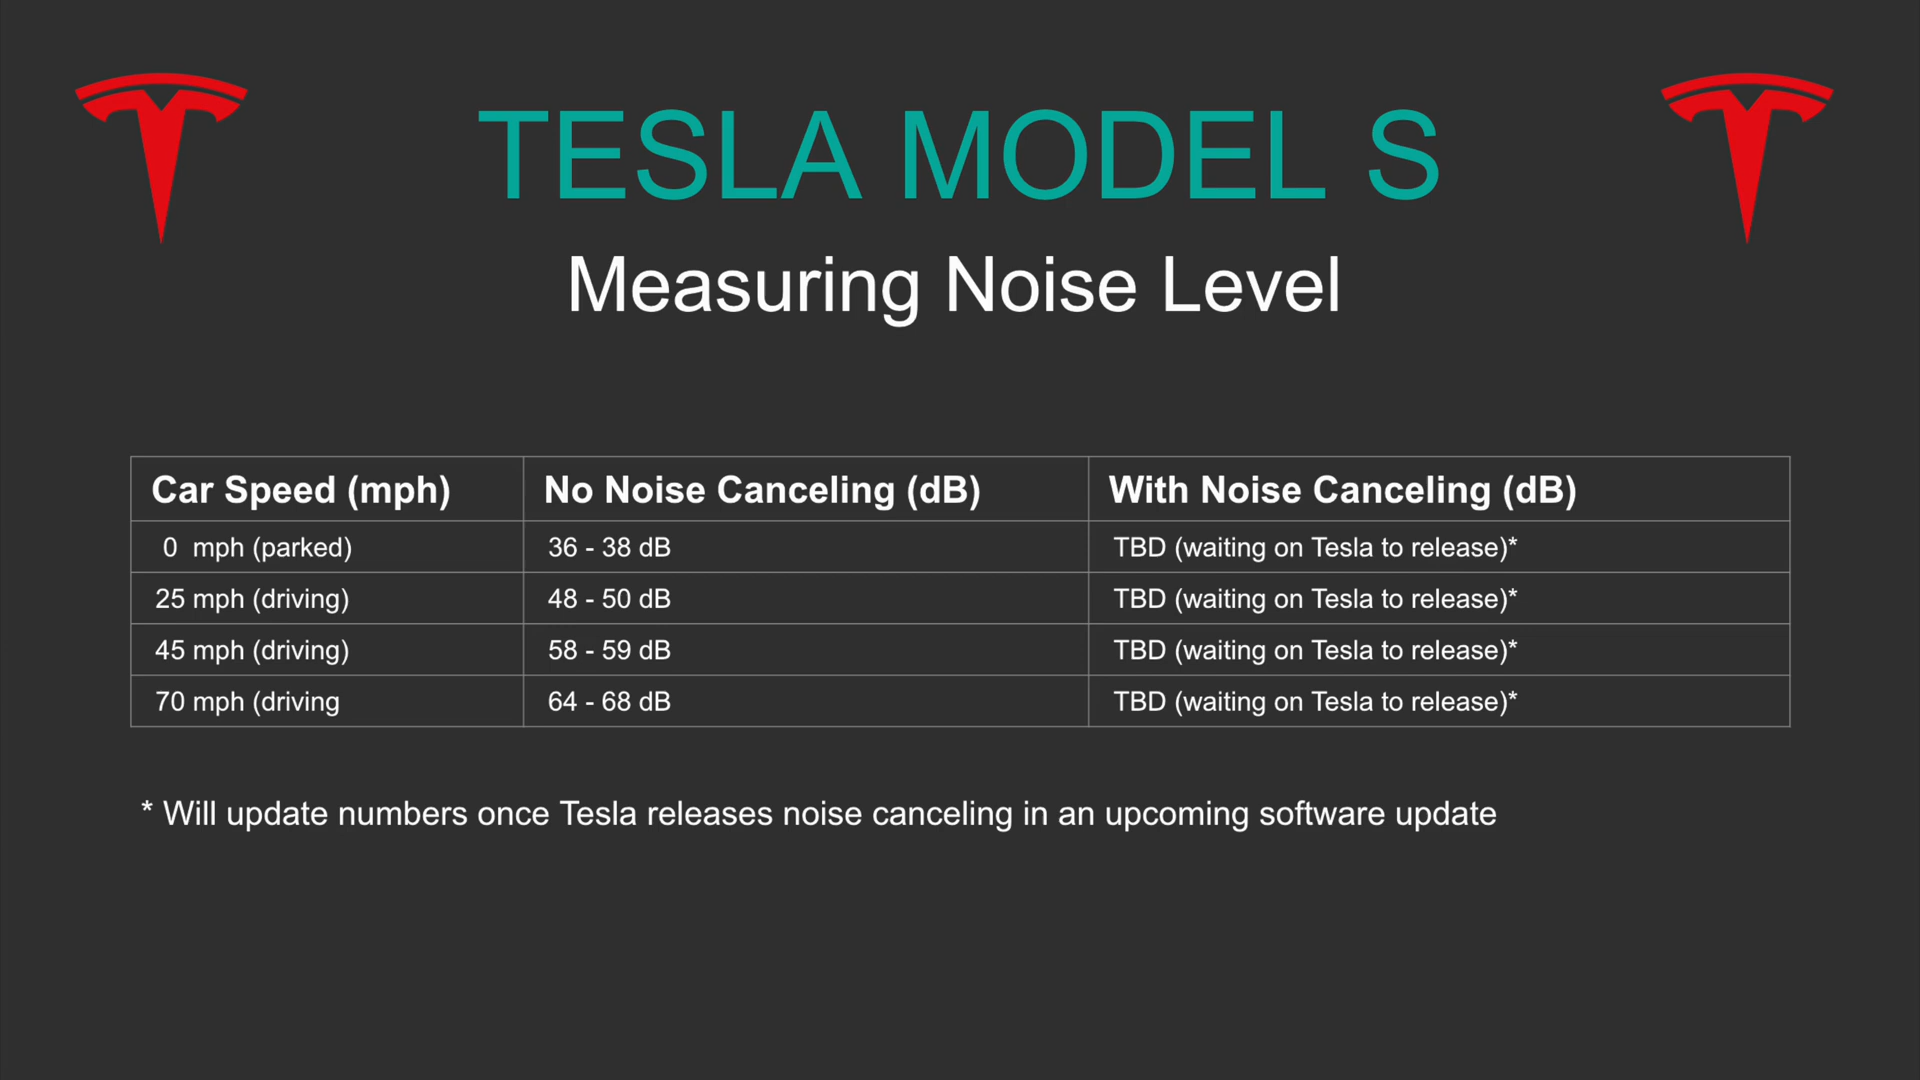 TESLA MODEL S
Measuring Noise Level
Car Speed (mph) No Noise Canceling (dB) With Noise Canceling (dB)
0 mph (parked) 36 - 38 dB TBD (waiting on Tesla to release)*
25 mph (driving) 48 - 50 dB TBD (waiting on Tesla to release)*
45 mph (driving) 58 - 59 dB TBD (waiting on Tesla to release)*
70 mph (driving 64 - 68 dB TBD (waiting on Tesla to release)*
* Will update numbers once Tesla releases noise canceling in an upcoming software update